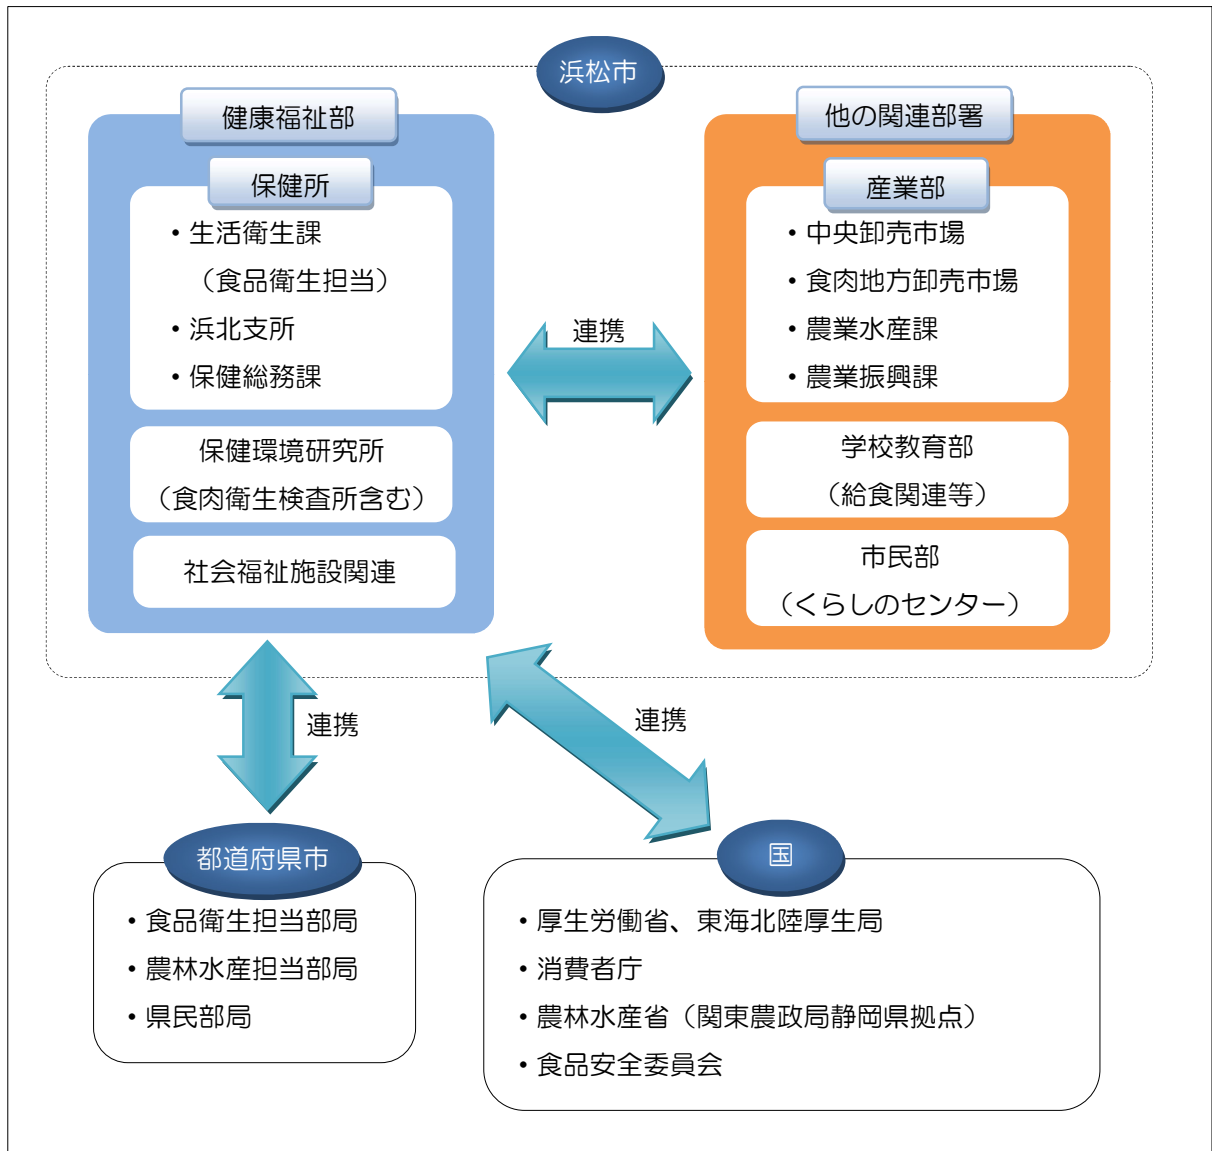 浜松市
健康福祉部
保健所
・生活衛生課
（食品衛生担当）
・浜北支所
・保健総務課
保健環境研究所
（食肉衛生検査所含む）
社会福祉施設関連
連携
他の関連部署
産業部
・中央卸売市場
・食肉地方卸売市場
・農業水産課
・農業振興課
学校教育部
（給食関連等）
市民部
（くらしのセンター）
連携
連携
都道府県市
・食品衛生担当部局
・農林水産担当部局
・県民部局
国
・厚生労働省、東海北陸厚生局
・消費者庁
・農林水産省（関東農政局静岡県拠点）
・食品安全委員会